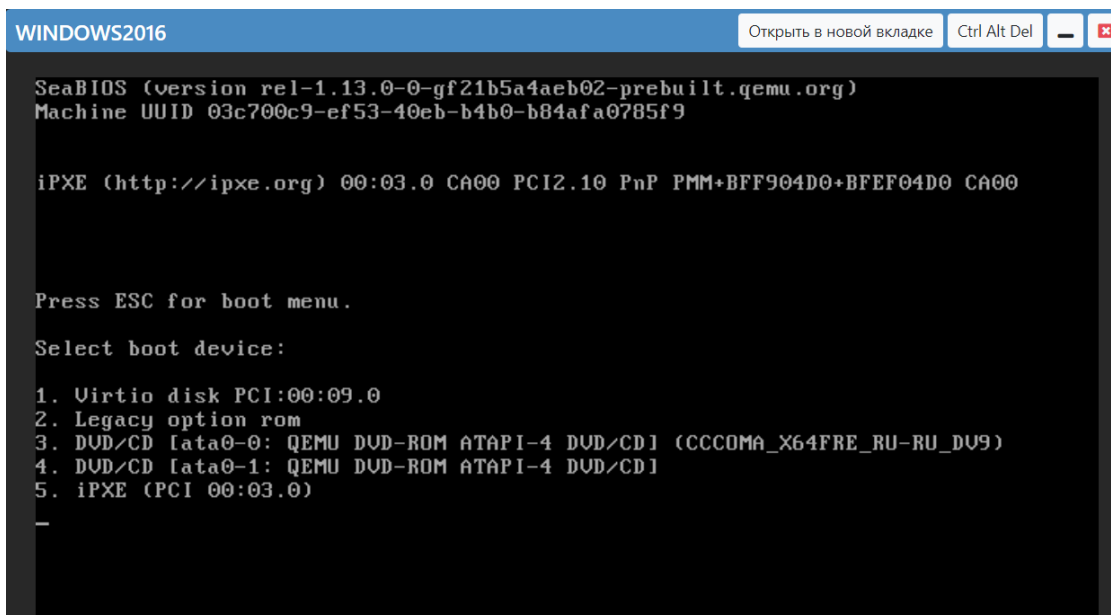 WINDOWS2016
Открыть в новой вкладке
Ctrl Alt Del
SeaBIOS (version rel-1.13.0-0-gf21b5a4aeb02-prebuilt.qemu.org)
Machine UUID 03c700c9-ef53-40eb-b4b0-b84afa0785f9
iPXE (http://ipxe.org) 00:03.0 CA00 PCI2.10 PnP PMM+BFF904D0+BFEF04D0 CA00
Press ESC for boot menu.
Select boot device:
1. Virtio disk PCI:00:09.0
2. Legacy option rom
3. DVD/CD [ata0-0: QEMU DVD-ROM ATAPI-4 DVD/CD] (CCCOMA_X64FRE_RU-RU_DV9)
4. DVD/CD [ata0-1: QEMU DVD-ROM ATAPI-4 DVD/CD]
5. iPXE (PCI 00:03.0)